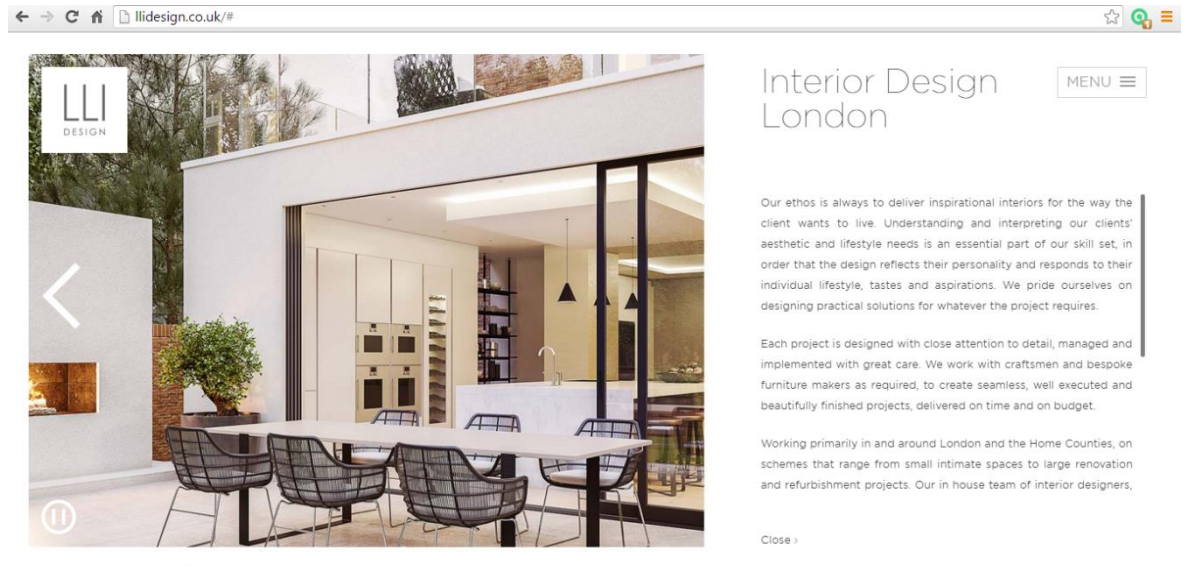 llidesign.co.uk/#
LLI
DESIGN
Interior Design
London
MENU
Our ethos is always to deliver inspirational interiors for the way the
client wants to live. Understanding and interpreting our clients'
aesthetic and lifestyle needs is an essential part of our skill set, in
order that the design reflects their personality and responds to their
individual lifestyle, tastes and aspirations. We pride ourselves on
designing practical solutions for whatever the project requires.
Each project is designed with close attention to detail, managed and
implemented with great care. We work with craftsmen and bespoke
furniture makers as required, to create seamless, well executed and
beautifully finished projects, delivered on time and on budget.
Working primarily in and around London and the Home Counties, on
schemes that range from small intimate spaces to large renovation
and refurbishment projects. Our in house team of interior designers,
Close ›